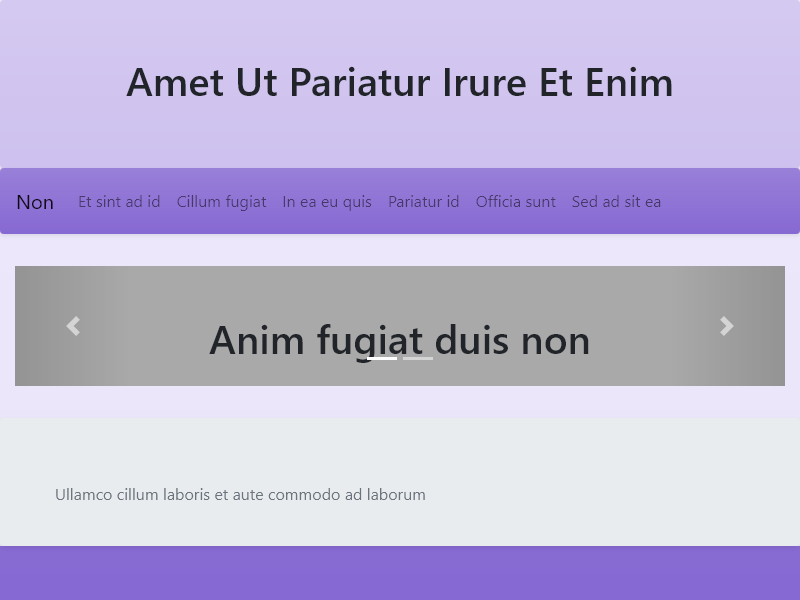 Amet Ut Pariatur Irure Et Enim
Non Et sint ad id Cillum fugiat In ea eu quis Pariatur id Officia sunt Sed ad sit ea
Anim fugiat duis non
Ullamco cillum laboris et aute commodo ad laborum